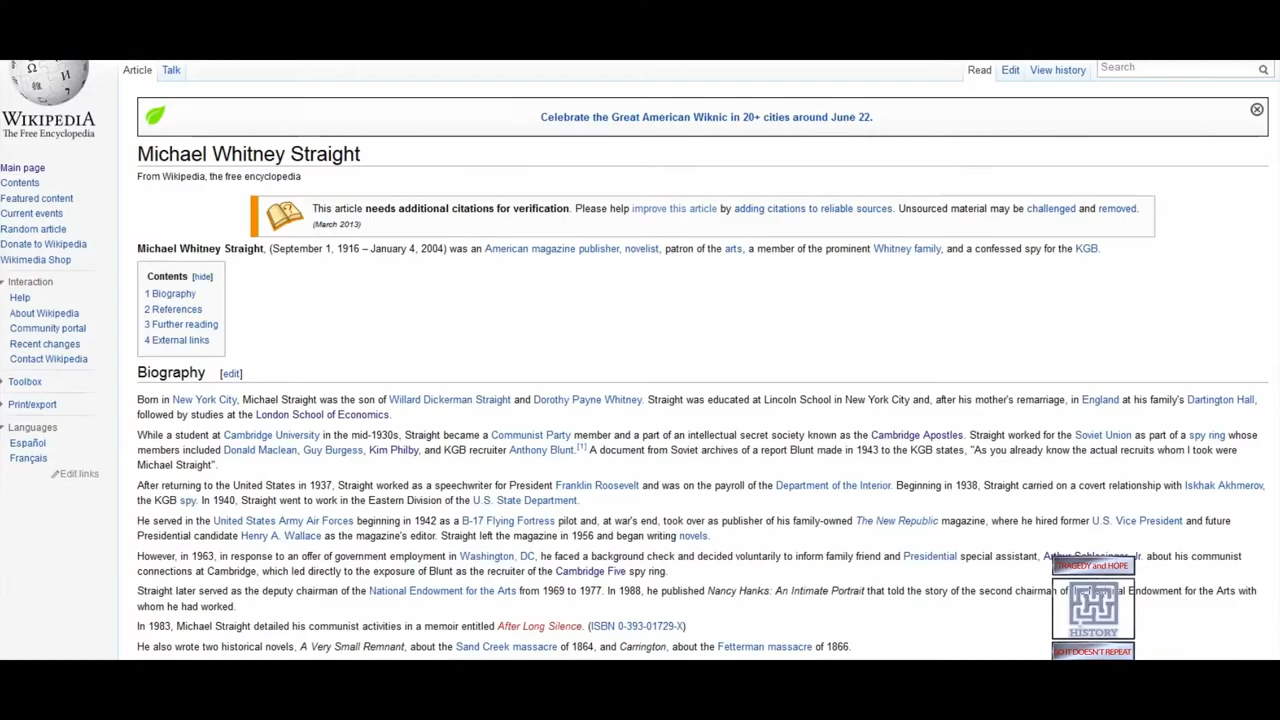 Article Talk Read Edit View history Search
WIKIPEDIA
The Free Encyclopedia
Main page
Contents
Featured content
Current events
Random article
Donate to Wikipedia
Wikimedia Shop
Interaction
Help
About Wikipedia
Community portal
Recent changes
Contact Wikipedia
Toolbox
Print/export
Languages
Español
Français
Edit links
Celebrate the Great American Wiknic in 20+ cities around June 22.
Michael Whitney Straight
From Wikipedia, the free encyclopedia
This article needs additional citations for verification. Please help improve this article by adding citations to reliable sources. Unsourced material may be challenged and removed.
(March 2013)
Michael Whitney Straight, (September 1, 1916 – January 4, 2004) was an American magazine publisher, novelist, patron of the arts, a member of the prominent Whitney family, and a confessed spy for the KGB.
Contents [hide]
1 Biography
2 References
3 Further reading
4 External links
Biography [edit]
Born in New York City, Michael Straight was the son of Willard Dickerman Straight and Dorothy Payne Whitney. Straight was educated at Lincoln School in New York City and, after his mother's remarriage, in England at his family's Dartington Hall,
followed by studies at the London School of Economics.
While a student at Cambridge University in the mid-1930s, Straight became a Communist Party member and a part of an intellectual secret society known as the Cambridge Apostles. Straight worked for the Soviet Union as part of a spy ring whose
members included Donald Maclean, Guy Burgess, Kim Philby, and KGB recruiter Anthony Blunt.[1] A document from Soviet archives of a report Blunt made in 1943 to the KGB states, "As you already know the actual recruits whom I took were
Michael Straight".
After returning to the United States in 1937, Straight worked as a speechwriter for President Franklin Roosevelt and was on the payroll of the Department of the Interior. Beginning in 1938, Straight carried on a covert relationship with Iskhak Akhmerov,
the KGB spy. In 1940, Straight went to work in the Eastern Division of the U.S. State Department.
He served in the United States Army Air Forces beginning in 1942 as a B-17 Flying Fortress pilot and, at war's end, took over as publisher of his family-owned The New Republic magazine, where he hired former U.S. Vice President and future
Presidential candidate Henry A. Wallace as the magazine's editor. Straight left the magazine in 1956 and began writing novels.
However, in 1963, in response to an offer of government employment in Washington, DC, he faced a background check and decided voluntarily to inform family friend and Presidential special assistant, Arthur Schlesinger, Jr. about his communist
connections at Cambridge, which led directly to the exposure of Blunt as the recruiter of the Cambridge Five spy ring.
Straight later served as the deputy chairman of the National Endowment for the Arts from 1969 to 1977. In 1988, he published Nancy Hanks: An Intimate Portrait that told the story of the second chairman of Endowment for the Arts with
whom he had worked.
In 1983, Michael Straight detailed his communist activities in a memoir entitled After Long Silence. (ISBN 0-393-01729-X)
He also wrote two historical novels, A Very Small Remnant, about the Sand Creek massacre of 1864, and Carrington, about the Fetterman massacre of 1866.
TRAGEDY and HOPE
HISTORY
SO IT DOESN'T REPEAT